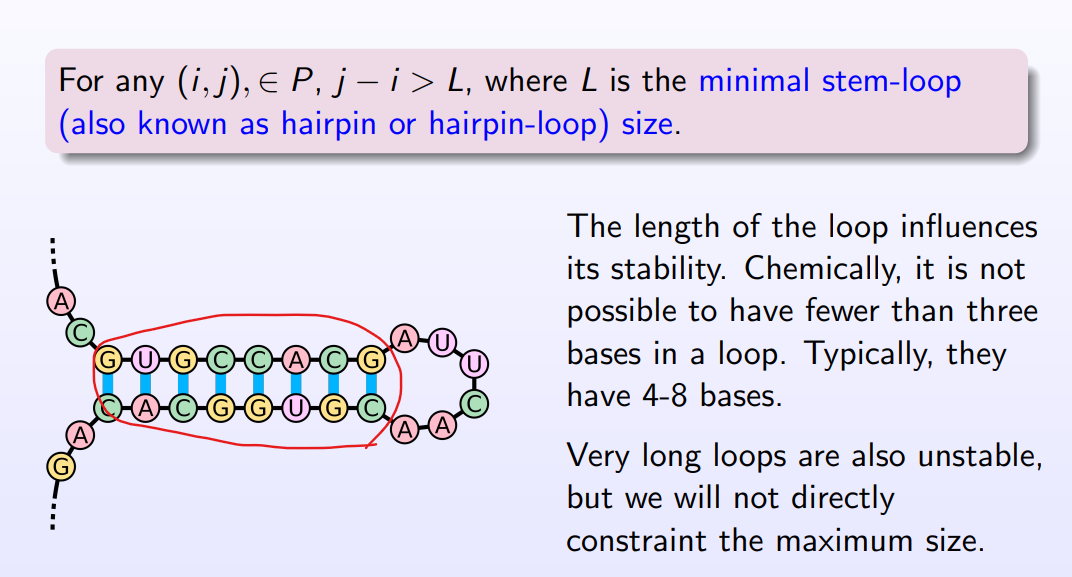 For any (i, j), ∈ P, j − i > L, where L is the minimal stem-loop
(also known as hairpin or hairpin-loop) size.
The length of the loop influences
its stability. Chemically, it is not
possible to have fewer than three
bases in a loop. Typically, they
have 4-8 bases.
Very long loops are also unstable,
but we will not directly
constraint the maximum size.
A
C
G U G C C A C G
A U U
C
A A
C A C G G U G C
A
G